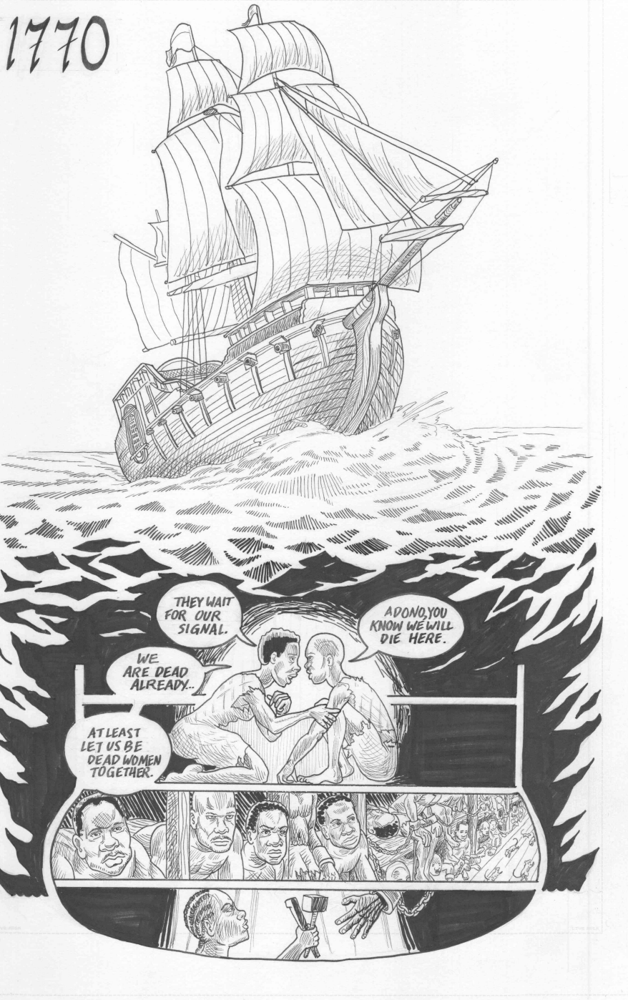 1770
THEY WAIT
FOR OUR
SIGNAL.
ADONO, YOU
KNOW WE WILL
DIE HERE.
WE
ARE DEAD
ALREADY...
AT LEAST
LET US BE
DEAD WOMEN
TOGETHER.